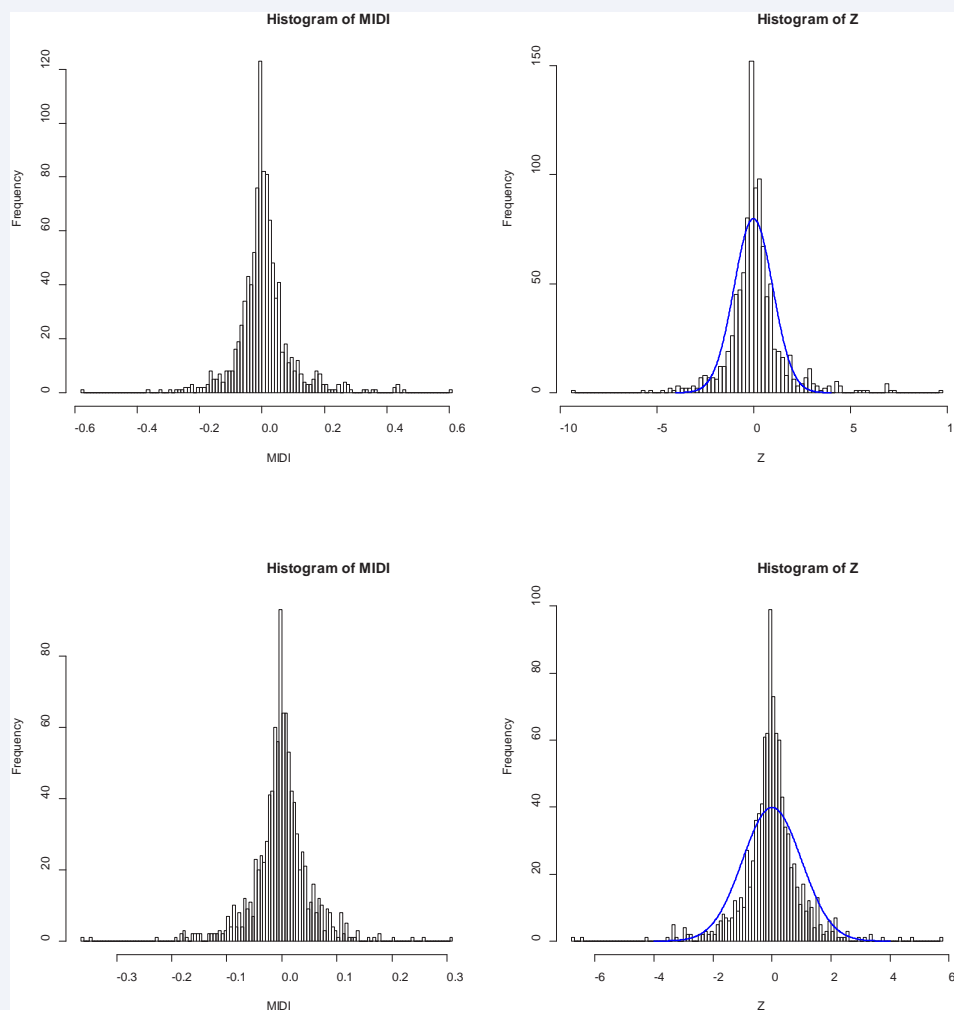 Histogram of MIDI
Frequency
0 20 40 60 80 100 120
-0.6 -0.4 -0.2 0.0 0.2 0.4 0.6
MIDI
Histogram of Z
Frequency
0 50 100 150
-10 -5 0 5 1
Z
Histogram of MIDI
Frequency
0 20 40 60 80
-0.3 -0.2 -0.1 0.0 0.1 0.2 0.3
MIDI
Histogram of Z
Frequency
0 20 40 60 80 100
-6 -4 -2 0 2 4 6
Z